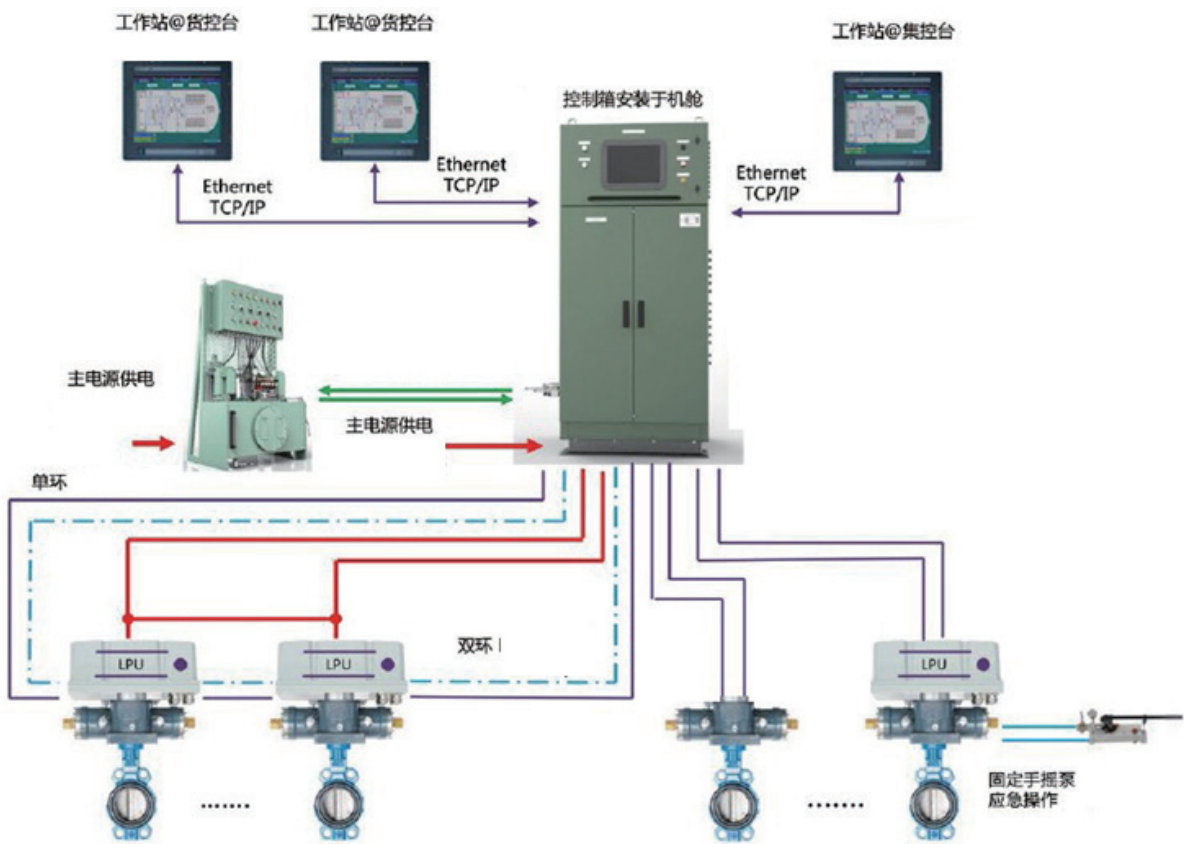 工作站@货控台
工作站@货控台
工作站@集控台
控制箱安装于机舱
Ethernet
TCP/IP
Ethernet
TCP/IP
Ethernet
TCP/IP
主电源供电
主电源供电
单环
双环 I
LPU
LPU
LPU
.......
.......
固定手摇泵
应急操作